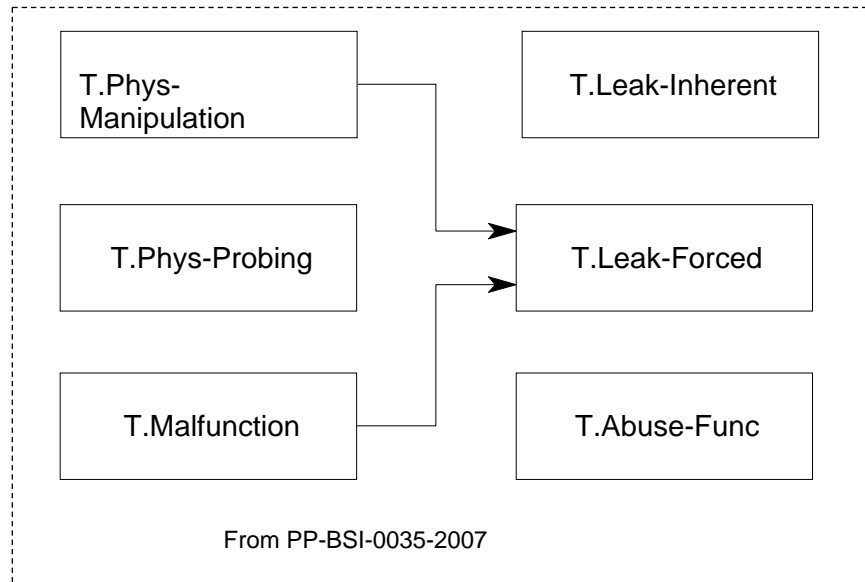 T.Phys-
Manipulation
T.Leak-Inherent
T.Phys-Probing
T.Leak-Forced
T.Malfunction
T.Abuse-Func
From PP-BSI-0035-2007